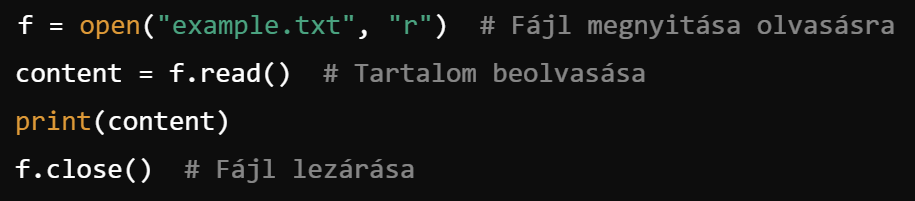 f = open("example.txt", "r")  # Fájl megnyitása olvasásra
content = f.read()  # Tartalom beolvasása
print(content)
f.close()  # Fájl lezárása